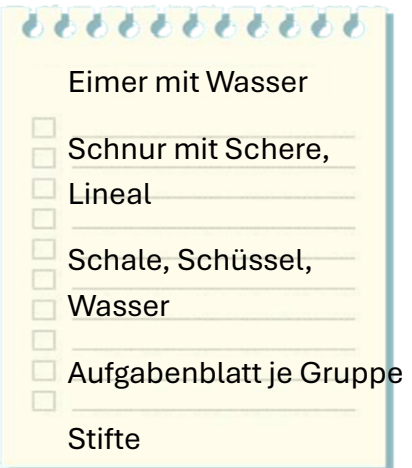 Eimer mit Wasser
Schnur mit Schere,
Lineal
Schale, Schüssel,
Wasser
Aufgabenblatt je Gruppe
Stifte